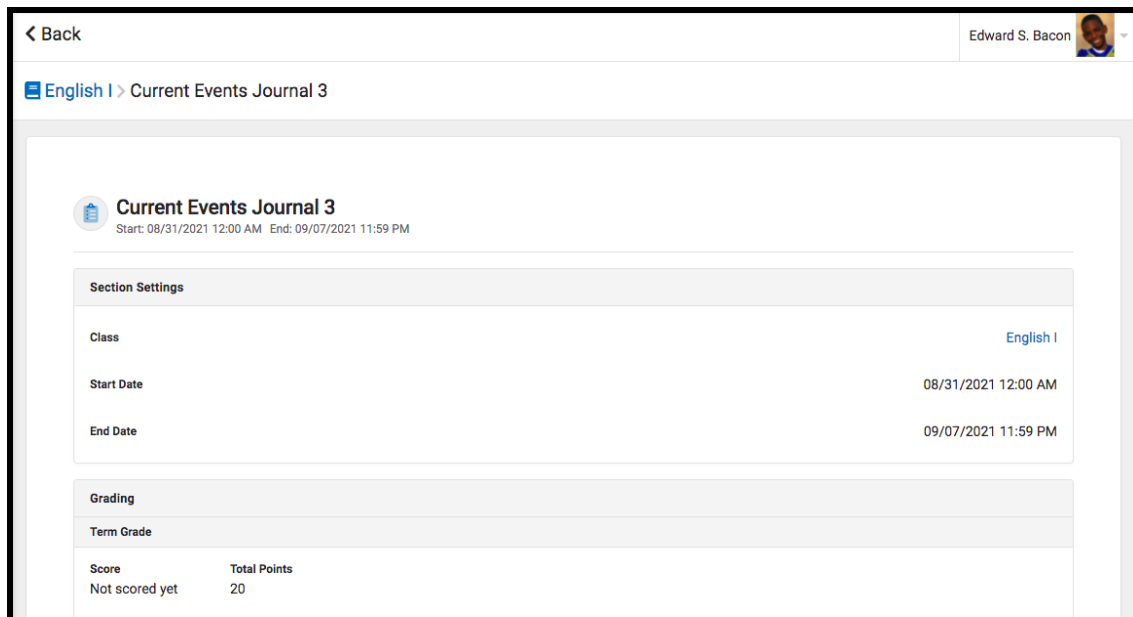 Back
Edward S. Bacon
English I > Current Events Journal 3
Current Events Journal 3
Start: 08/31/2021 12:00 AM End: 09/07/2021 11:59 PM
Section Settings
Class English I
Start Date 08/31/2021 12:00 AM
End Date 09/07/2021 11:59 PM
Grading
Term Grade
Score Total Points
Not scored yet 20